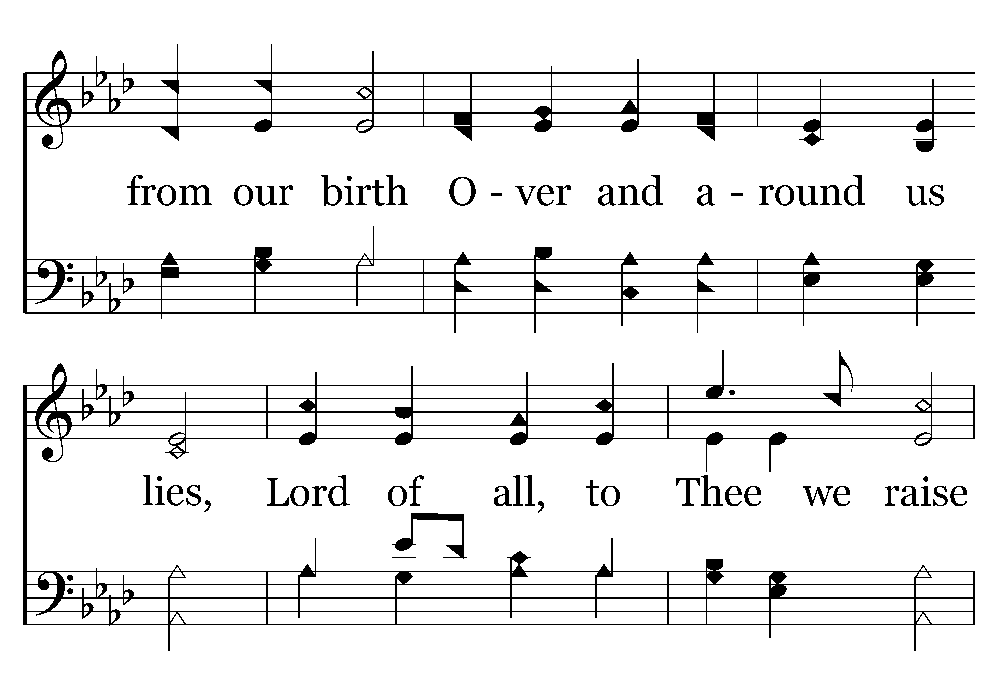 from our birth O - ver and a - round us
lies, Lord of all, to Thee we raise